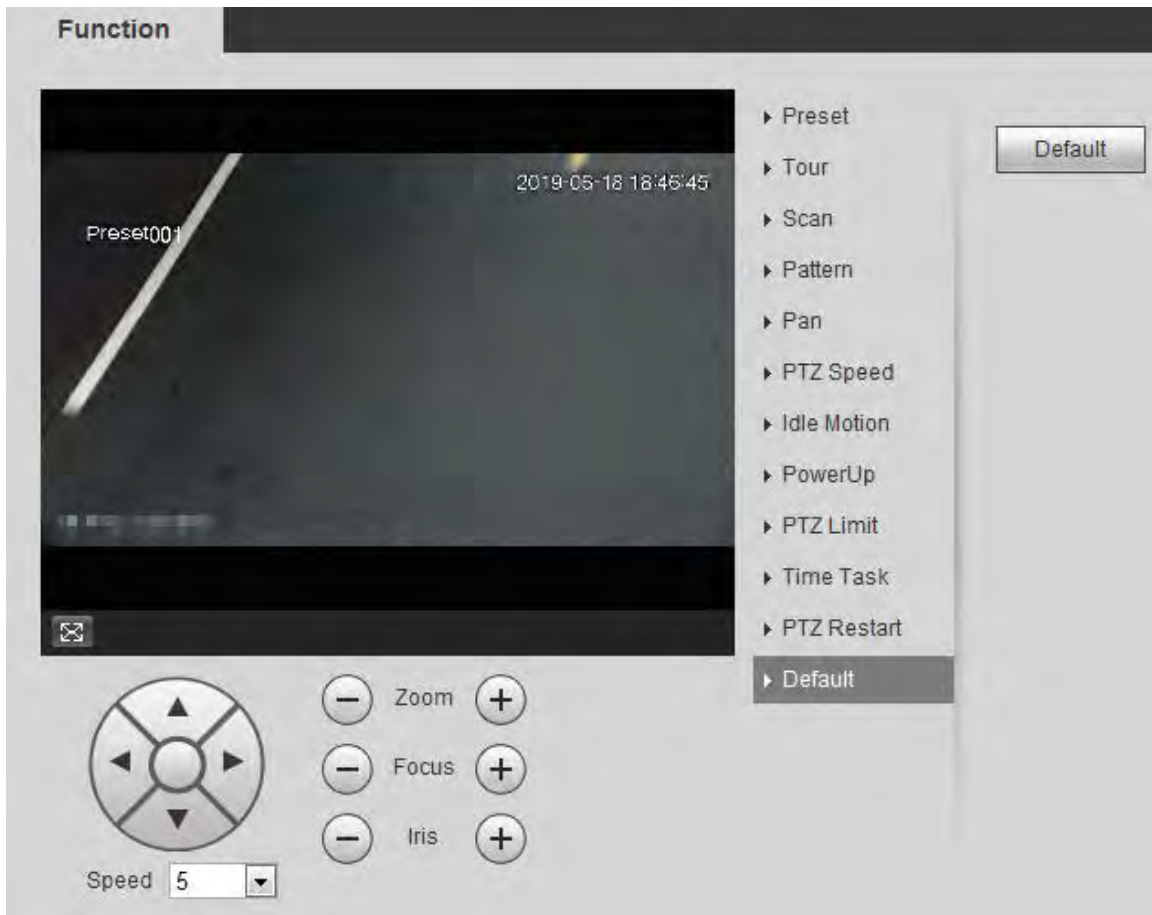 Function
2019-05-18 18:46:45
Preset001
Preset
Tour
Scan
Pattern
Pan
PTZ Speed
Idle Motion
PowerUp
PTZ Limit
Time Task
PTZ Restart
Default
Default
Zoom
Focus
Iris
Speed 5